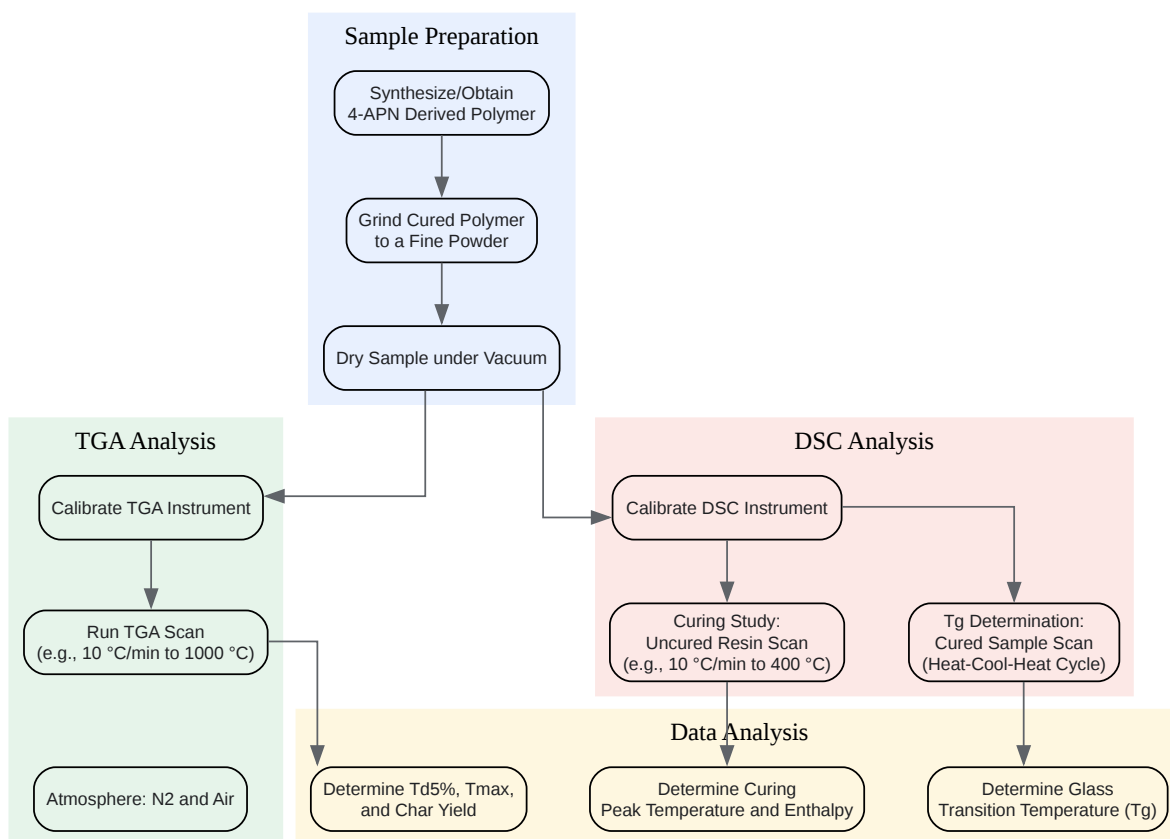 Sample Preparation
Synthesize/Obtain
4-APN Derived Polymer
Grind Cured Polymer
to a Fine Powder
Dry Sample under Vacuum
TGA Analysis
Calibrate TGA Instrument
Run TGA Scan
(e.g., 10 °C/min to 1000 °C)
Atmosphere: N2 and Air
DSC Analysis
Calibrate DSC Instrument
Curing Study:
Uncured Resin Scan
(e.g., 10 °C/min to 400 °C)
Tg Determination:
Cured Sample Scan
(Heat-Cool-Heat Cycle)
Data Analysis
Determine Td5%, Tmax,
and Char Yield
Determine Curing
Peak Temperature and Enthalpy
Determine Glass
Transition Temperature (Tg)